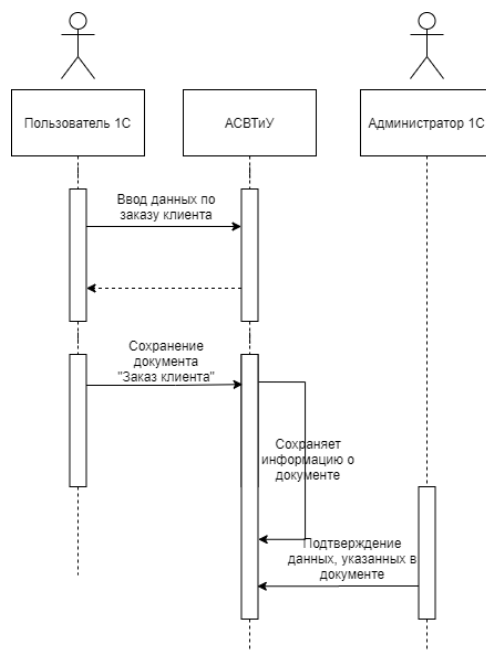 Пользователь 1С
АСВТиУ
Администратор 1С
Ввод данных по
заказу клиента
Сохранение
документа
"Заказ клиента"
Сохраняет
информацию о
документе
Подтверждение
данных, указанных в
документе